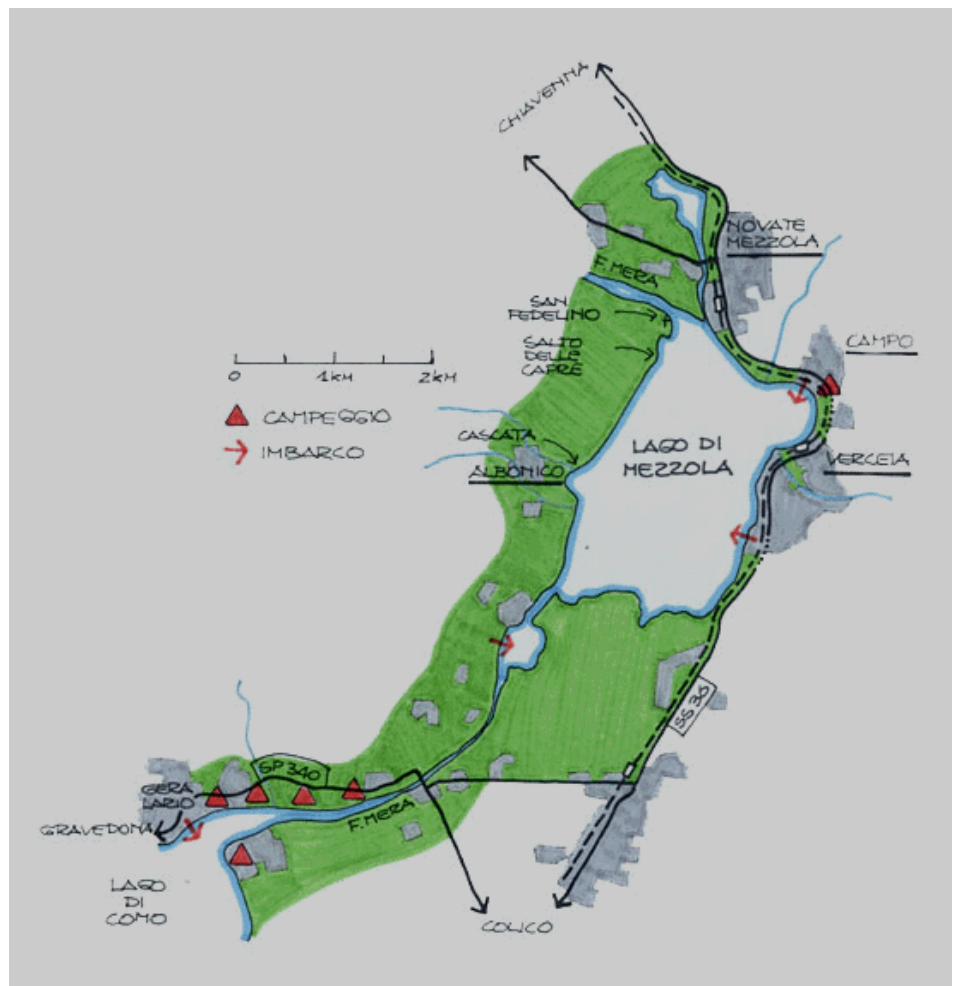 CHIAVENNA
NOVATE
MEZZOLA
F. MERA
SAN
FEDELINO
SALTO
DELLE
CAPRE
CAMPO
0 1KM 2KM
CAMPEGGIO
IMBARCO
CASCATA
ALBONICO
LAGO DI
MEZZOLA
VERCEIA
SS 36
SP 340
GERA
LARIO
GRAVEDONA
F. MERA
LAGO
DI
COMO
COLICO